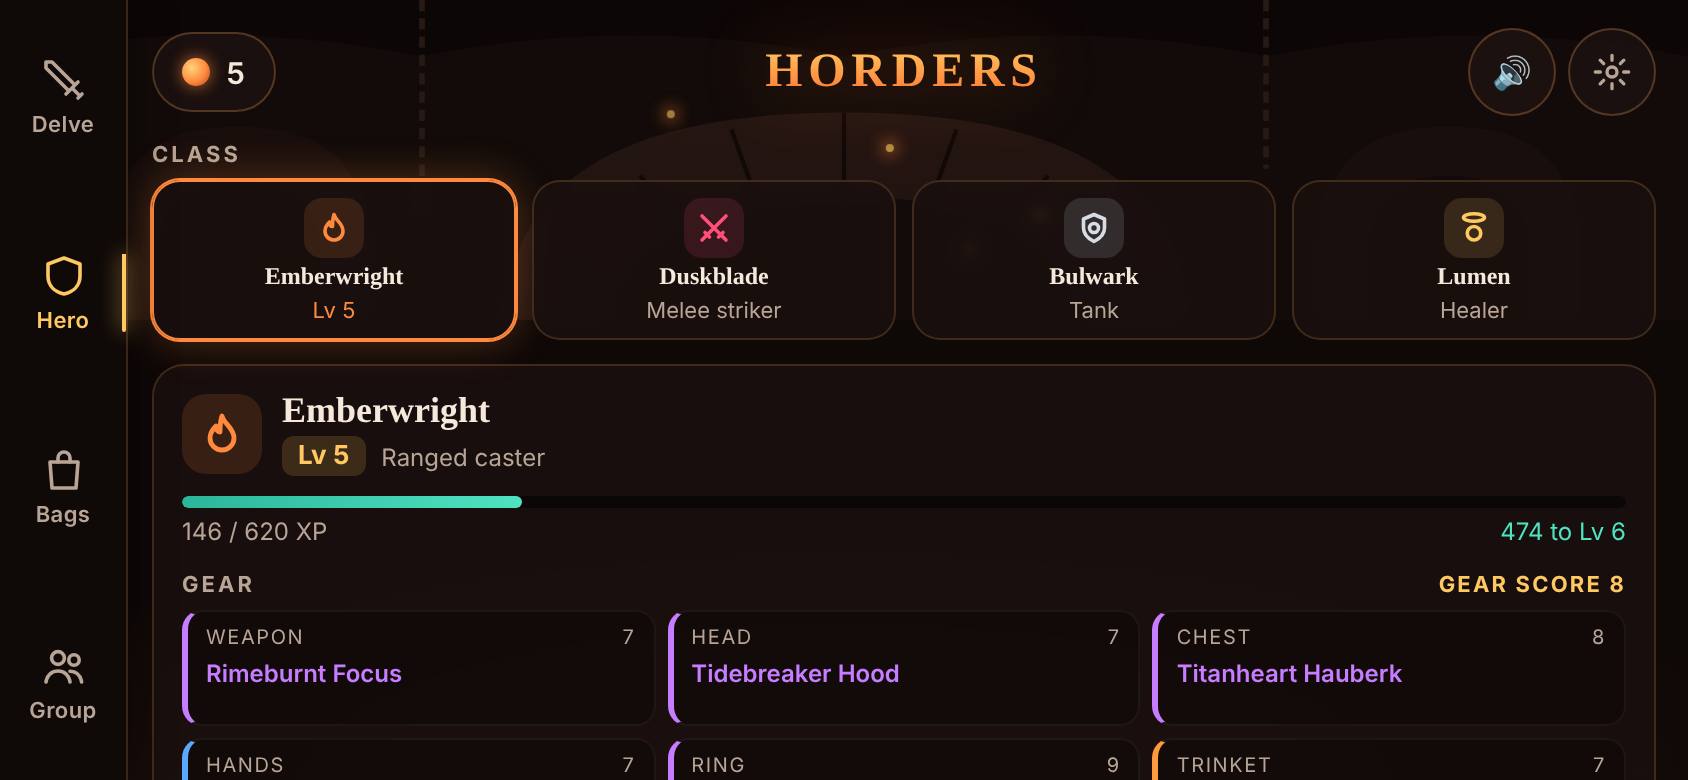 5
HORDERS
Delve
Hero
Bags
Group
CLASS
Emberwright
Lv 5
Duskblade
Melee striker
Bulwark
Tank
Lumen
Healer
Emberwright
Lv 5 Ranged caster
146 / 620 XP
474 to Lv 6
GEAR
GEAR SCORE 8
WEAPON 7
Rimeburnt Focus
HEAD 7
Tidebreaker Hood
CHEST 8
Titanheart Hauberk
HANDS 7
RING 9
TRINKET 7